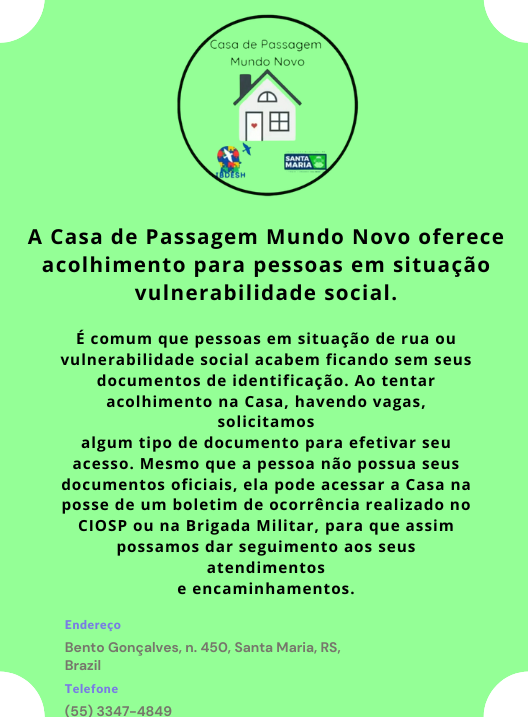 Casa de Passagem
Mundo Novo
IBDESH
SANTA
MARIA
A Casa de Passagem Mundo Novo oferece
acolhimento para pessoas em situação
vulnerabilidade social.
É comum que pessoas em situação de rua ou
vulnerabilidade social acabem ficando sem seus
documentos de identificação. Ao tentar
acolhimento na Casa, havendo vagas,
solicitamos
algum tipo de documento para efetivar seu
acesso. Mesmo que a pessoa não possua seus
documentos oficiais, ela pode acessar a Casa na
posse de um boletim de ocorrência realizado no
CIOSP ou na Brigada Militar, para que assim
possamos dar seguimento aos seus
atendimentos
e encaminhamentos.
Endereço
Bento Gonçalves, n. 450, Santa Maria, RS,
Brazil
Telefone
(55) 3347-4849